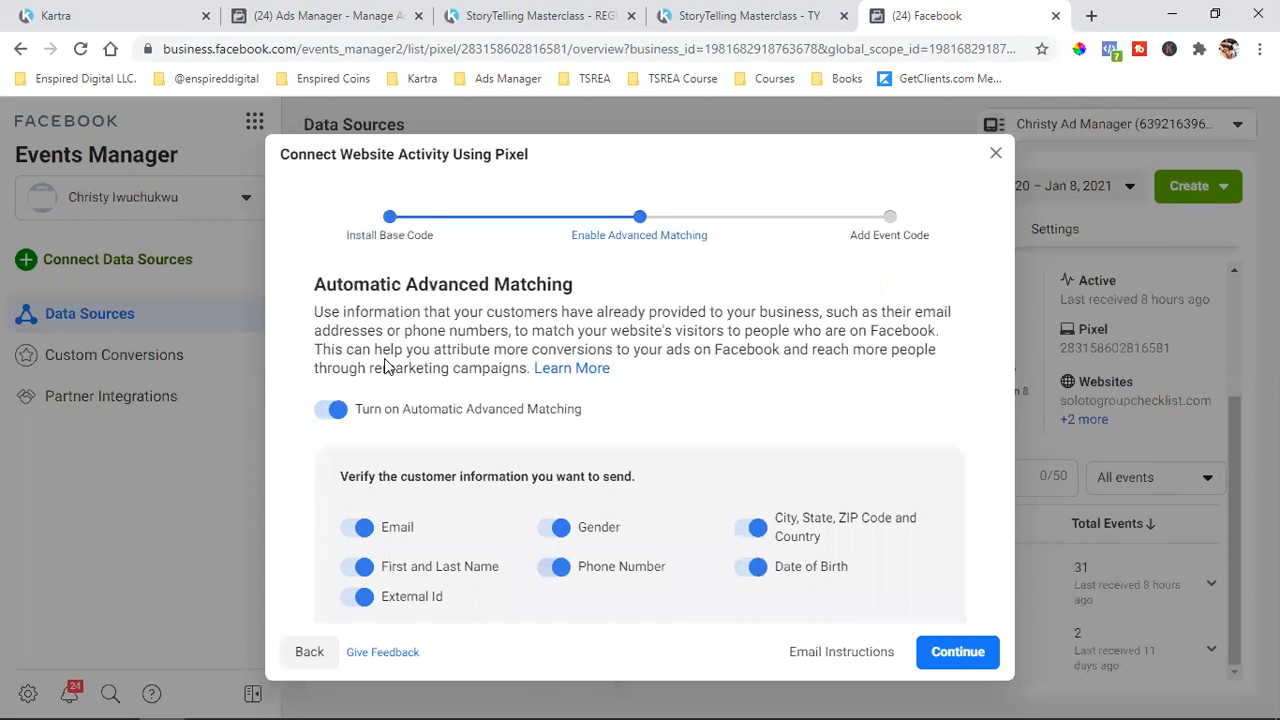 Kartra
(24) Ads Manager - Manage A
StoryTelling Masterclass - REGI
StoryTelling Masterclass - TY
(24) Facebook
business.facebook.com/events_manager2/list/pixel/283158602816581/overview?business_id=1981682918763678&global_scope_id=19816829187...
7
Enspired Digital LLC.
@enspireddigital
Enspired Coins
Kartra
Ads Manager
TSREA
TSREA Course
Courses
Books
GetClients.com Me...
FACEBOOK
Events Manager
Christy Iwuchukwu
Connect Data Sources
Data Sources
Custom Conversions
Partner Integrations
24
Data Sources
Christy Ad Manager (639216396...
20 – Jan 8, 2021
Create
Settings
Active
Last received 8 hours ago
Pixel
283158602816581
Websites
solotogroupchecklist.com
+2 more
0/50
All events
Total Events
31
Last received 8 hours
ago
2
Last received 11
days ago
Connect Website Activity Using Pixel
Install Base Code
Enable Advanced Matching
Add Event Code
Automatic Advanced Matching
Use information that your customers have already provided to your business, such as their email
addresses or phone numbers, to match your website's visitors to people who are on Facebook.
This can help you attribute more conversions to your ads on Facebook and reach more people
through remarketing campaigns. Learn More
Turn on Automatic Advanced Matching
Verify the customer information you want to send.
Email
Gender
City, State, ZIP Code and
Country
First and Last Name
Phone Number
Date of Birth
External Id
Back
Give Feedback
Email Instructions
Continue